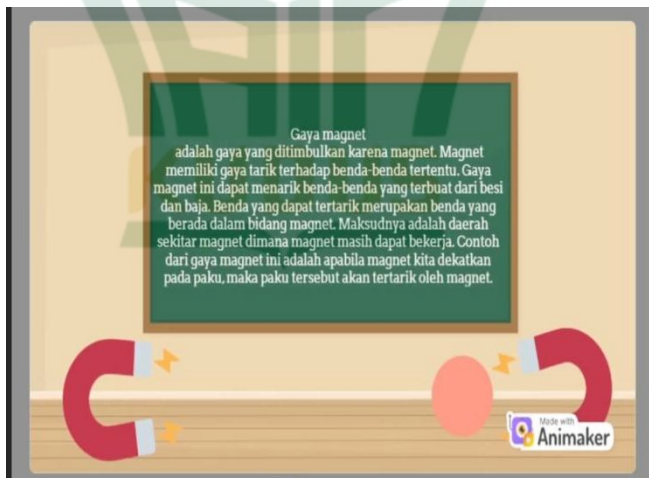 Gaya magnet
adalah gaya yang ditimbulkan karena magnet. Magnet
memiliki gaya tarik terhadap benda-benda tertentu. Gaya
magnet ini dapat menarik benda-benda yang terbuat dari besi
dan baja. Benda yang dapat tertarik merupakan benda yang
berada dalam bidang magnet. Maksudnya adalah daerah
sekitar magnet dimana magnet masih dapat bekerja. Contoh
dari gaya magnet ini adalah apabila magnet kita dekatkan
pada paku, maka paku tersebut akan tertarik oleh magnet.
Made with
Animaker